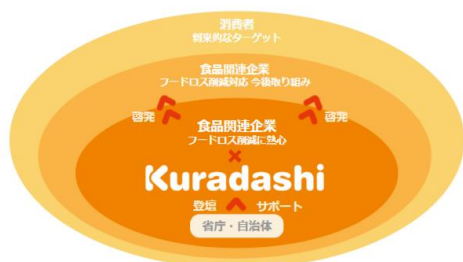 消費者
将来的なターゲット
食品関連企業
フードロス削減対応 今後取り組み
啓発 啓発
食品関連企業
フードロス削減に熱心
×
Kuradashi
登壇 サポート
省庁・自治体